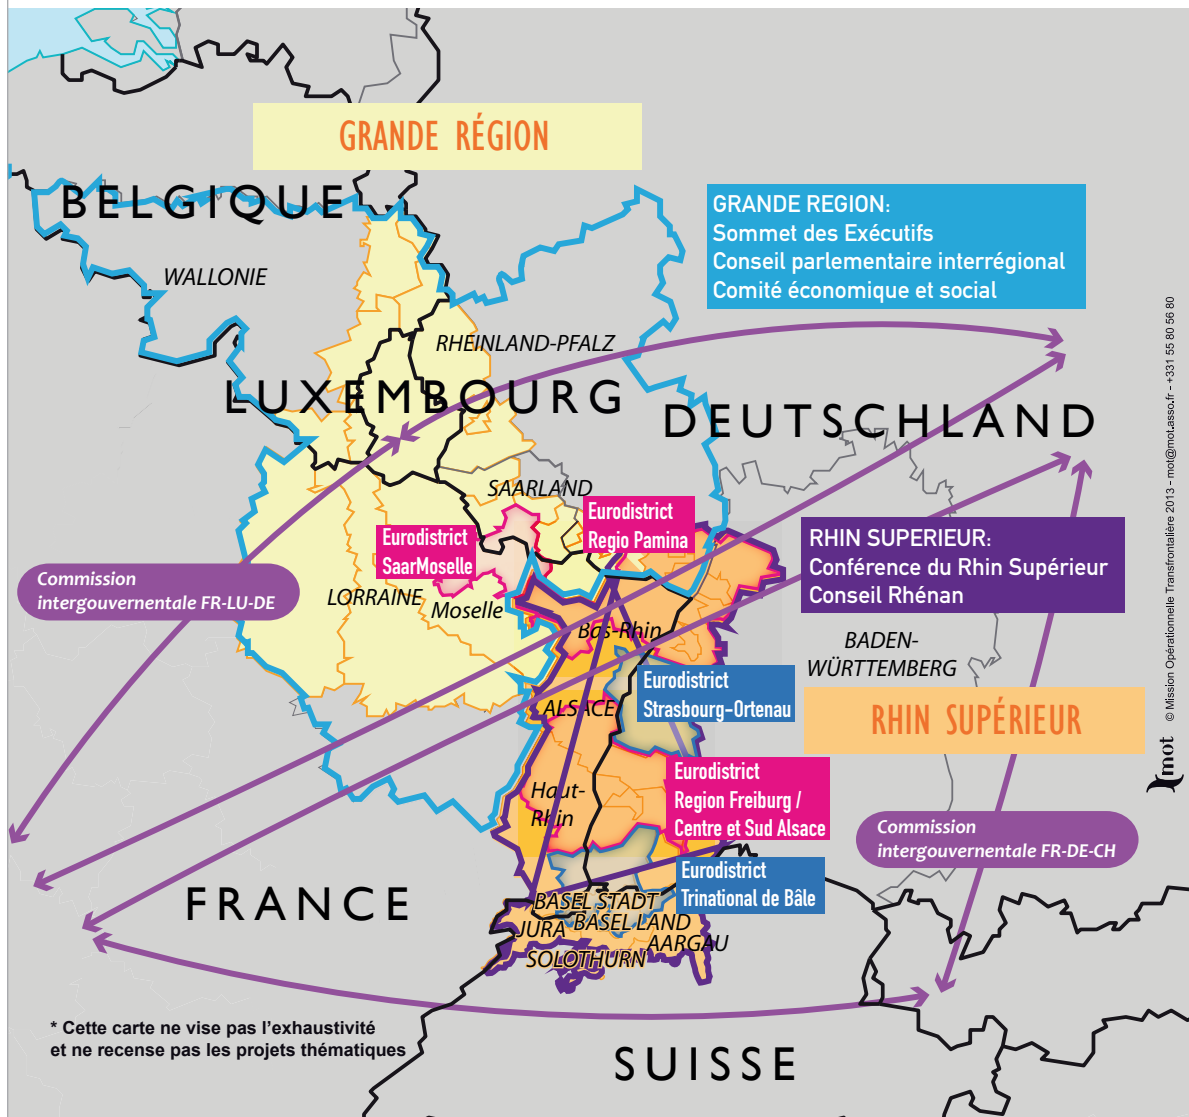 GRANDE RÉGION
BELGIQUE
GRANDE REGION:
Sommet des Exécutifs
Conseil parlementaire interrégional
Comité économique et social
WALLONIE
RHEINLAND-PFALZ
LUXEMBOURG
DEUTSCHLAND
SAARLAND
Eurodistrict
Regio Pamina
Eurodistrict
SaarMoselle
RHIN SUPERIEUR:
Conférence du Rhin Supérieur
Conseil Rhénan
Commission
intergouvernementale FR-LU-DE
LORRAINE
Moselle
Bas-Rhin
BADEN-
WÜRTTEMBERG
Eurodistrict
Strasbourg-Ortenau
ALSACE
RHIN SUPÉRIEUR
Eurodistrict
Region Freiburg /
Centre et Sud Alsace
Haut-
Rhin
Commission
intergouvernementale FR-DE-CH
Eurodistrict
Trinational de Bâle
FRANCE
BASEL STADT
JURA
BASEL LAND
AARGAU
SOLOTHURN
* Cette carte ne vise pas l'exhaustivité
et ne recense pas les projets thématiques
SUISSE
mot © Mission Opérationnelle Transfrontalière 2013 - mot@mot.asso.fr - +331 55 80 56 80